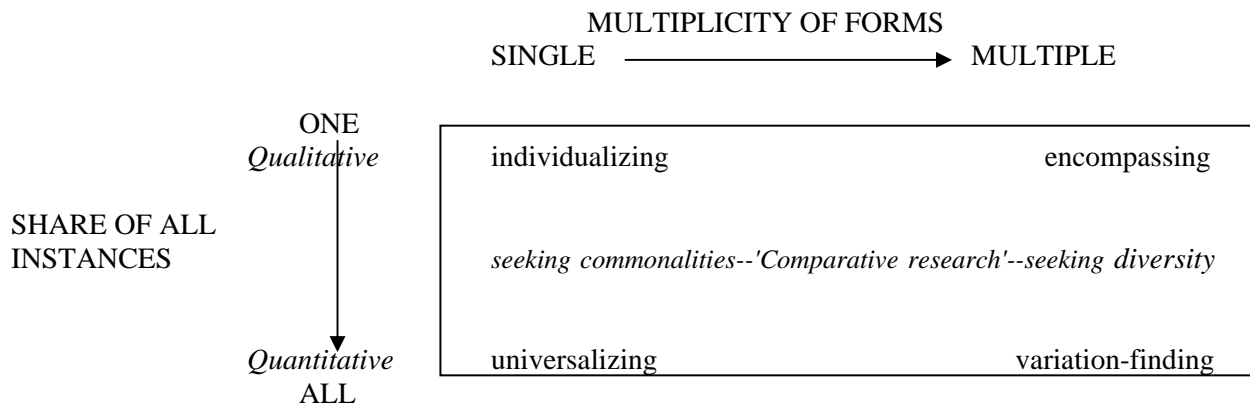 MULTIPLICITY OF FORMS
SINGLE MULTIPLE
ONE
Qualitative individualizing encompassing
SHARE OF ALL
INSTANCES
seeking commonalities--'Comparative research'--seeking diversity
Quantitative universalizing variation-finding
ALL